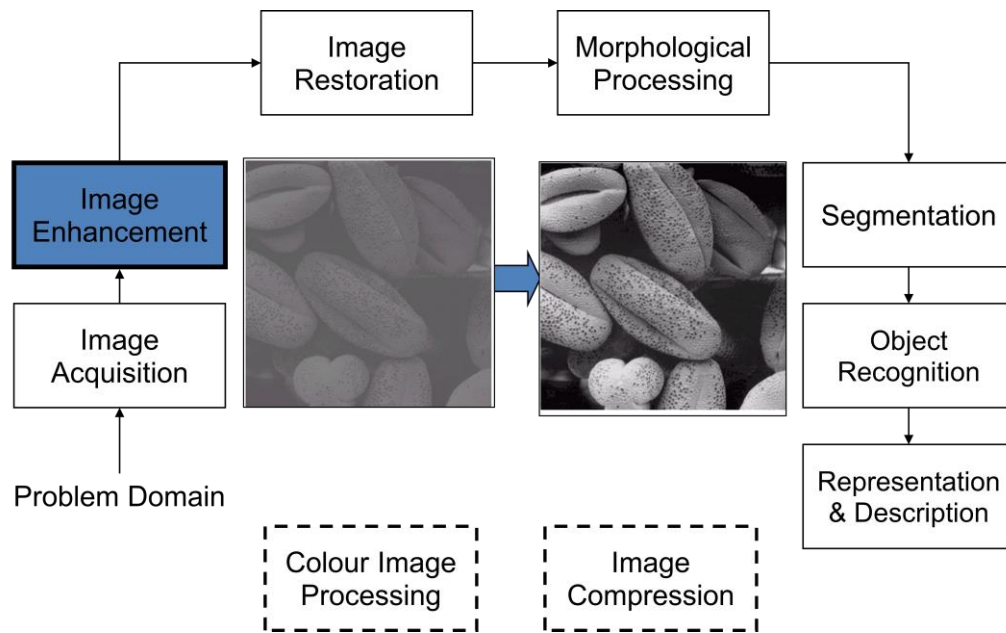 Image
Restoration
Morphological
Processing
Image
Enhancement
Segmentation
Image
Acquisition
Object
Recognition
Problem Domain
Representation
& Description
Colour Image
Processing
Image
Compression